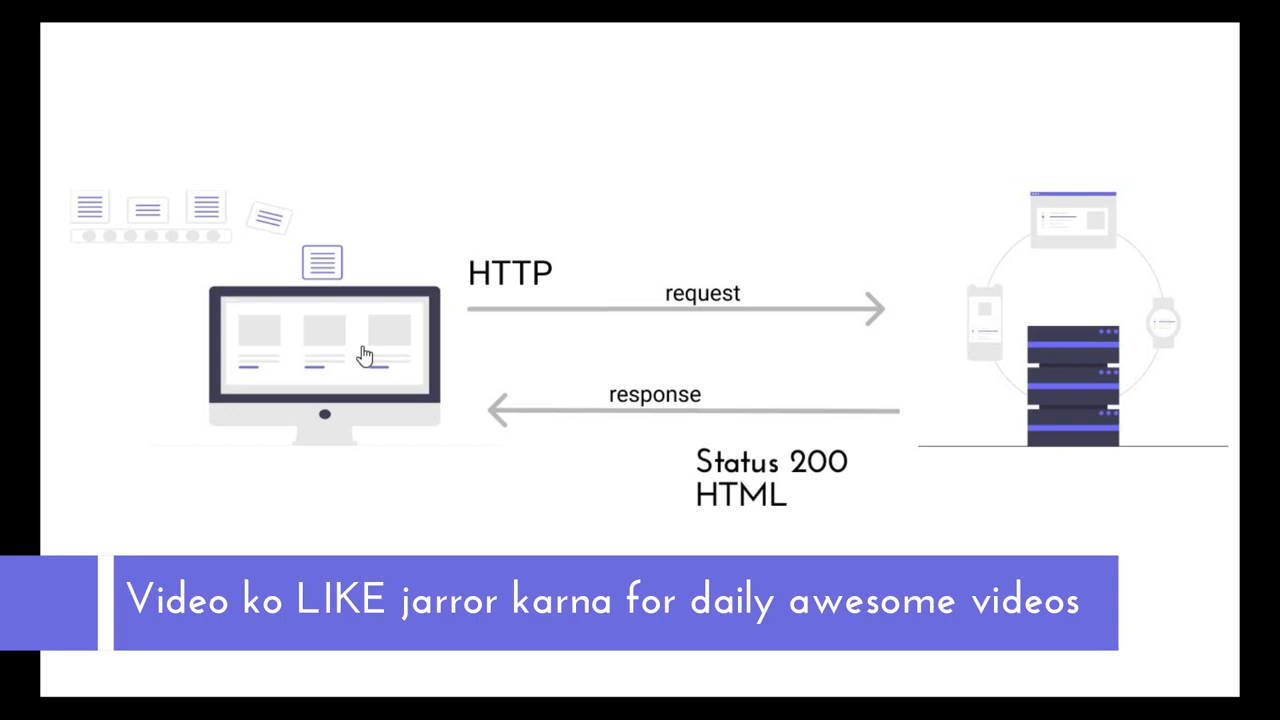 HTTP
request
response
Status 200
HTML
Video ko LIKE jarror karna for daily awesome videos